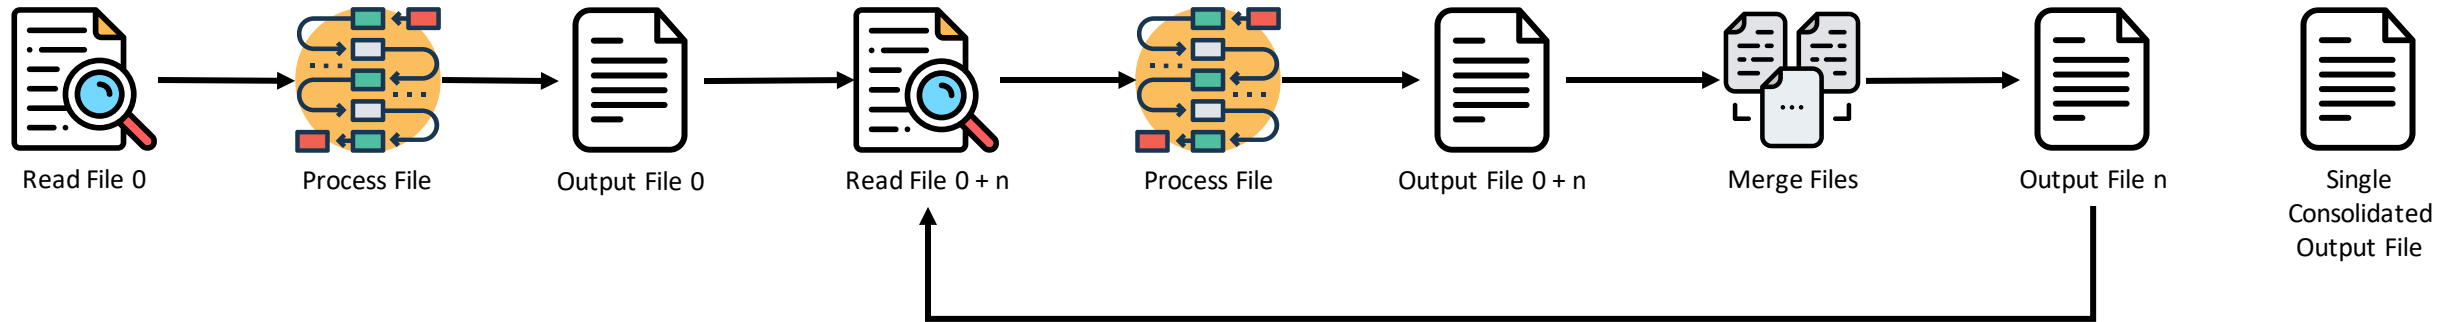 Read File 0
Process File
Output File 0
Read File 0 + n
Process File
Output File 0 + n
Merge Files
Output File n
Single
Consolidated
Output File